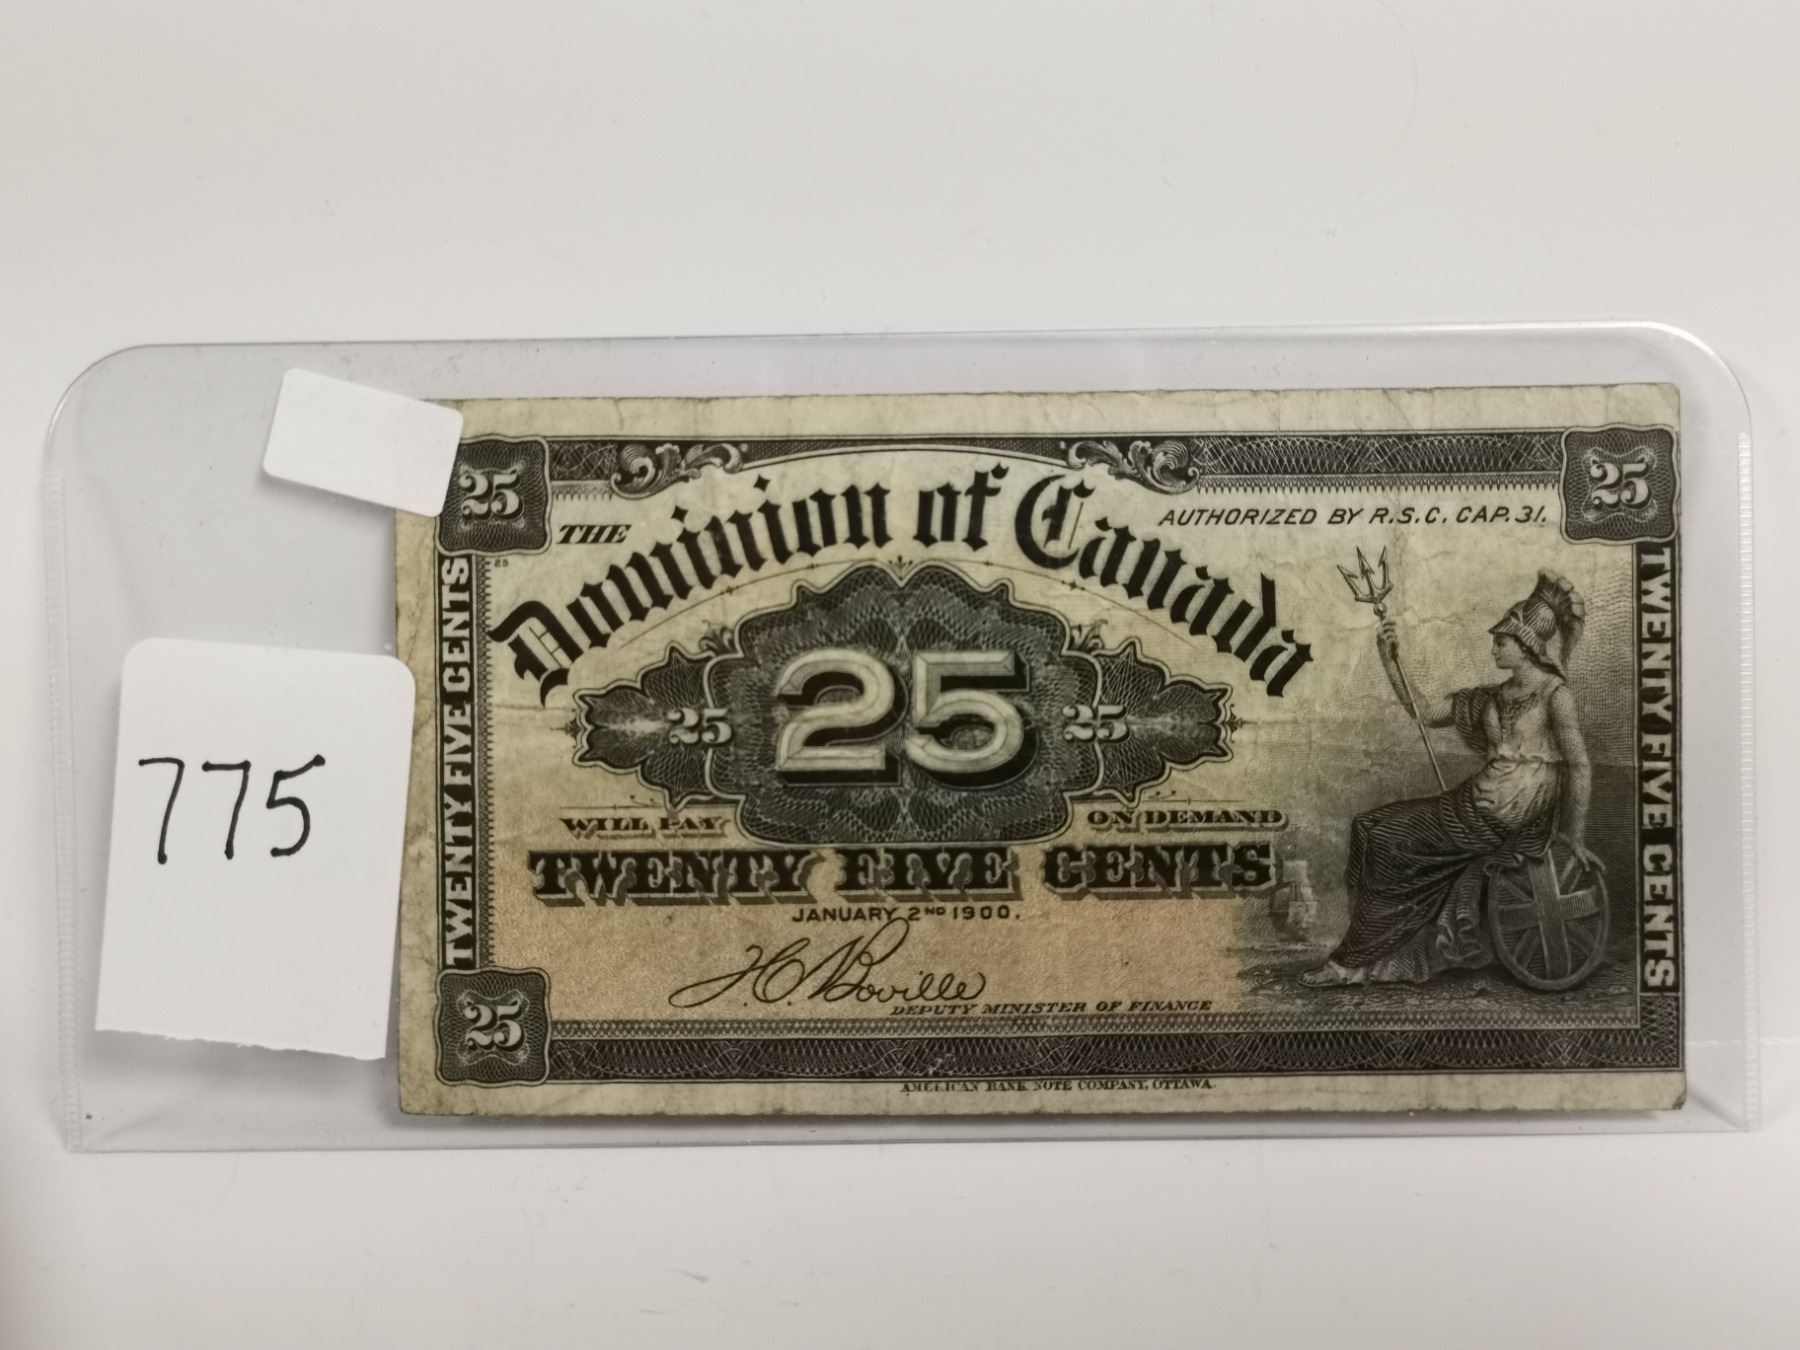 775
25
25
THE
Dominion of Canada
AUTHORIZED BY R.S.C. CAP. 31.
25
TWENTY FIVE CENTS
25 25 25
TWENTY FIVE CENTS
WILL PAY ON DEMAND
TWENTY FIVE CENTS
JANUARY 2ND 1900.
H. C. Boville
DEPUTY MINISTER OF FINANCE
25
AMERICAN BANK NOTE COMPANY, OTTAWA.